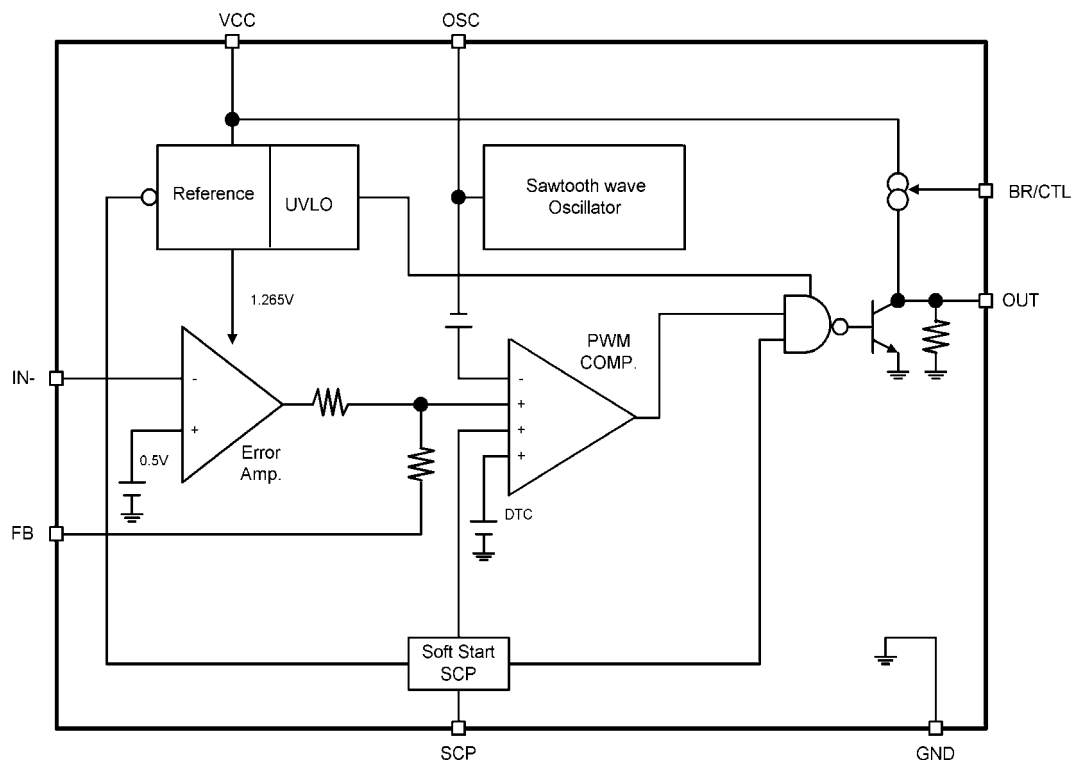 VCC
OSC
Reference
UVLO
Sawtooth wave
Oscillator
BR/CTL
1.265V
OUT
PWM
COMP.
IN-
-
+
0.5V
Error
Amp.
-
+
+
+
DTC
FB
Soft Start
SCP
SCP
GND